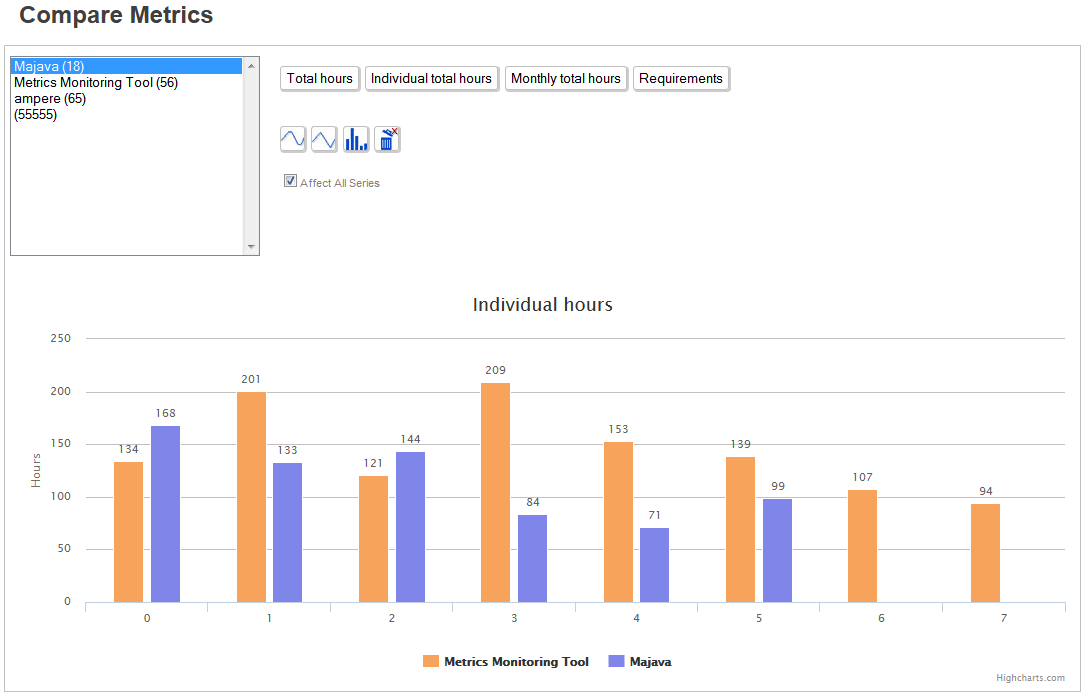 Compare Metrics
Majava (18)
Metrics Monitoring Tool (56)
ampere (65)
(55555)
Total hours Individual total hours Monthly total hours Requirements
Affect All Series
Individual hours
250
200
150
100
50
0
Hours
134 168 201 133 121 144 209 84 153 71 139 99 107 94
0 1 2 3 4 5 6 7
Metrics Monitoring Tool Majava
Highcharts.com